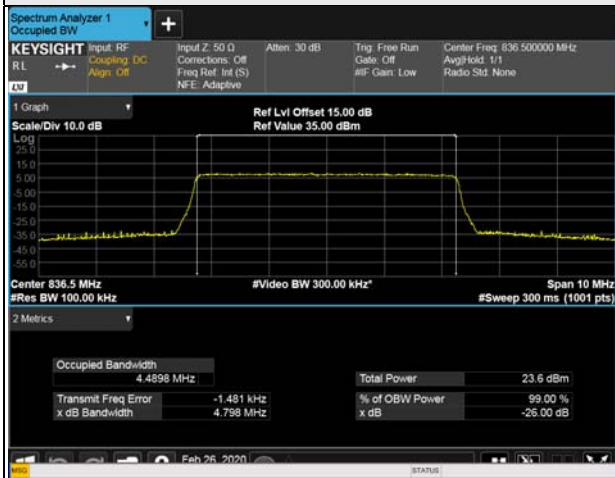 Spectrum Analyzer 1
Occupied BW
+
KEYSIGHT Input: RF Input Z: 50 Ω Atten: 30 dB Trig: Free Run Center Freq: 836.500000 MHz
RL Coupling: DC Corrections: Off Gate: Off Avg|Hold: 1/1
Align: Off Freq Ref: Int (S) #IF Gain: Low Radio Std: None
LXI NFE: Adaptive
1 Graph
Ref Lvl Offset 15.00 dB
Scale/Div 10.0 dB Ref Value 35.00 dBm
Log
25.0
15.0
5.00
-5.00
-15.0
-25.0
-35.0
-45.0
-55.0
Center 836.5 MHz #Video BW 300.00 kHz* Span 10 MHz
#Res BW 100.00 kHz #Sweep 300 ms (1001 pts)
2 Metrics
Occupied Bandwidth
4.4898 MHz Total Power 23.6 dBm
Transmit Freq Error -1.481 kHz % of OBW Power 99.00 %
x dB Bandwidth 4.798 MHz x dB -26.00 dB
Feb 26, 2020
MSG STATUS